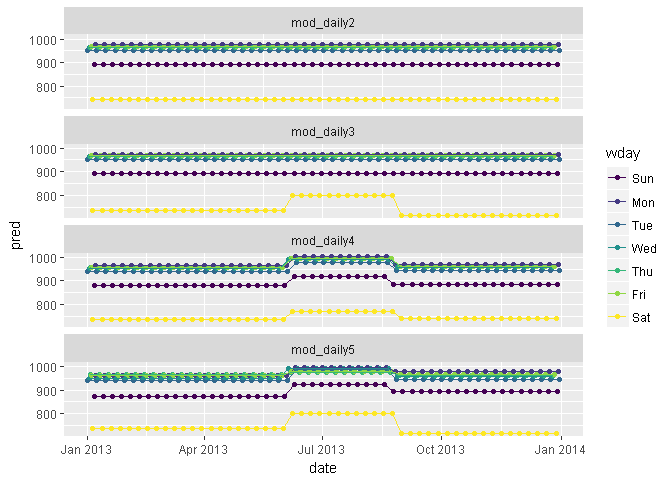 mod_daily2
1000
900
800
mod_daily3
1000
900
800
mod_daily4
1000
900
800
mod_daily5
1000
900
800
Jan 2013 Apr 2013 Jul 2013 Oct 2013 Jan 2014
date
pred
wday
Sun
Mon
Tue
Wed
Thu
Fri
Sat